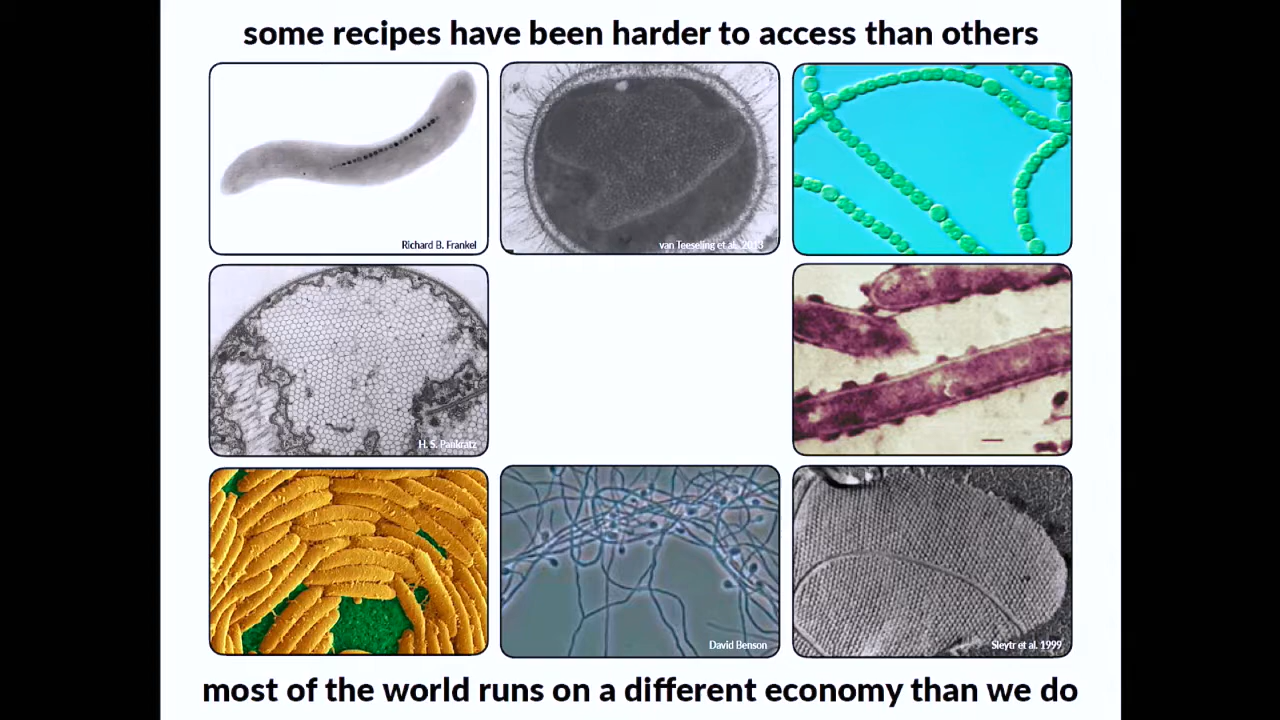 some recipes have been harder to access than others
Richard B. Frankel
van Teeseling et al. 2013
H. S. Pankratz
David Benson
Sleytr et al. 1999
most of the world runs on a different economy than we do